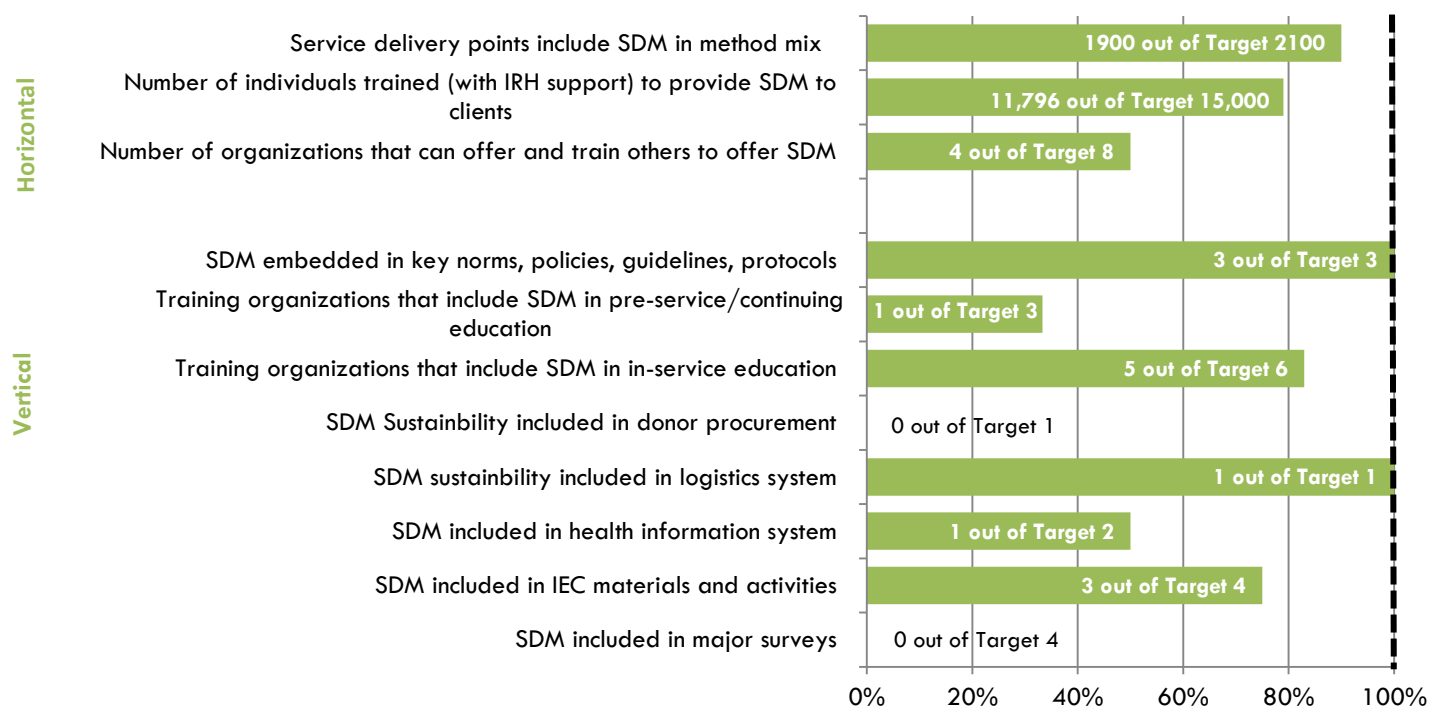 Horizontal
Service delivery points include SDM in method mix
1900 out of Target 2100
Number of individuals trained (with IRH support) to provide SDM to
clients
11,796 out of Target 15,000
Number of organizations that can offer and train others to offer SDM
4 out of Target 8
Vertical
SDM embedded in key norms, policies, guidelines, protocols
3 out of Target 3
Training organizations that include SDM in pre-service/continuing
education
1 out of Target 3
Training organizations that include SDM in in-service education
5 out of Target 6
SDM Sustainbility included in donor procurement
0 out of Target 1
SDM sustainbility included in logistics system
1 out of Target 1
SDM included in health information system
1 out of Target 2
SDM included in IEC materials and activities
3 out of Target 4
SDM included in major surveys
0 out of Target 4
0% 20% 40% 60% 80% 100%